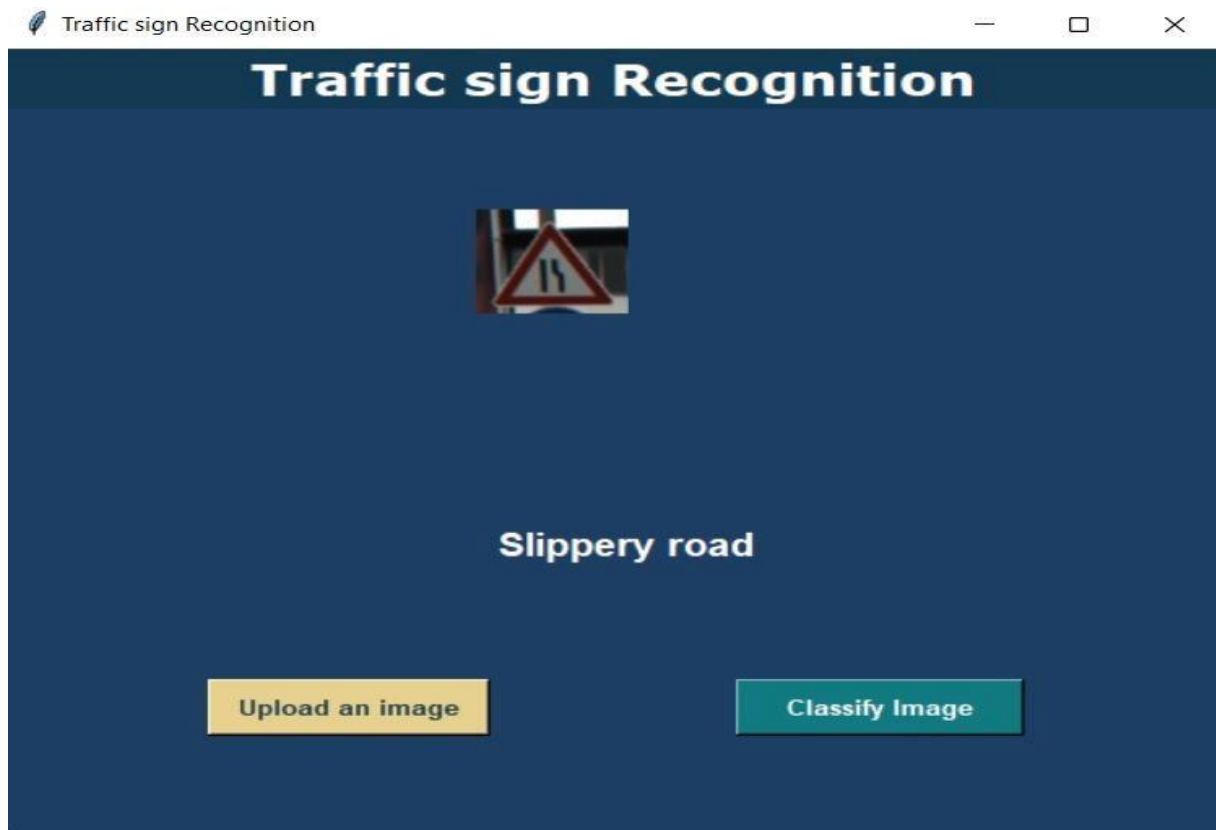 Traffic sign Recognition
Traffic sign Recognition
Slippery road
Upload an image
Classify Image